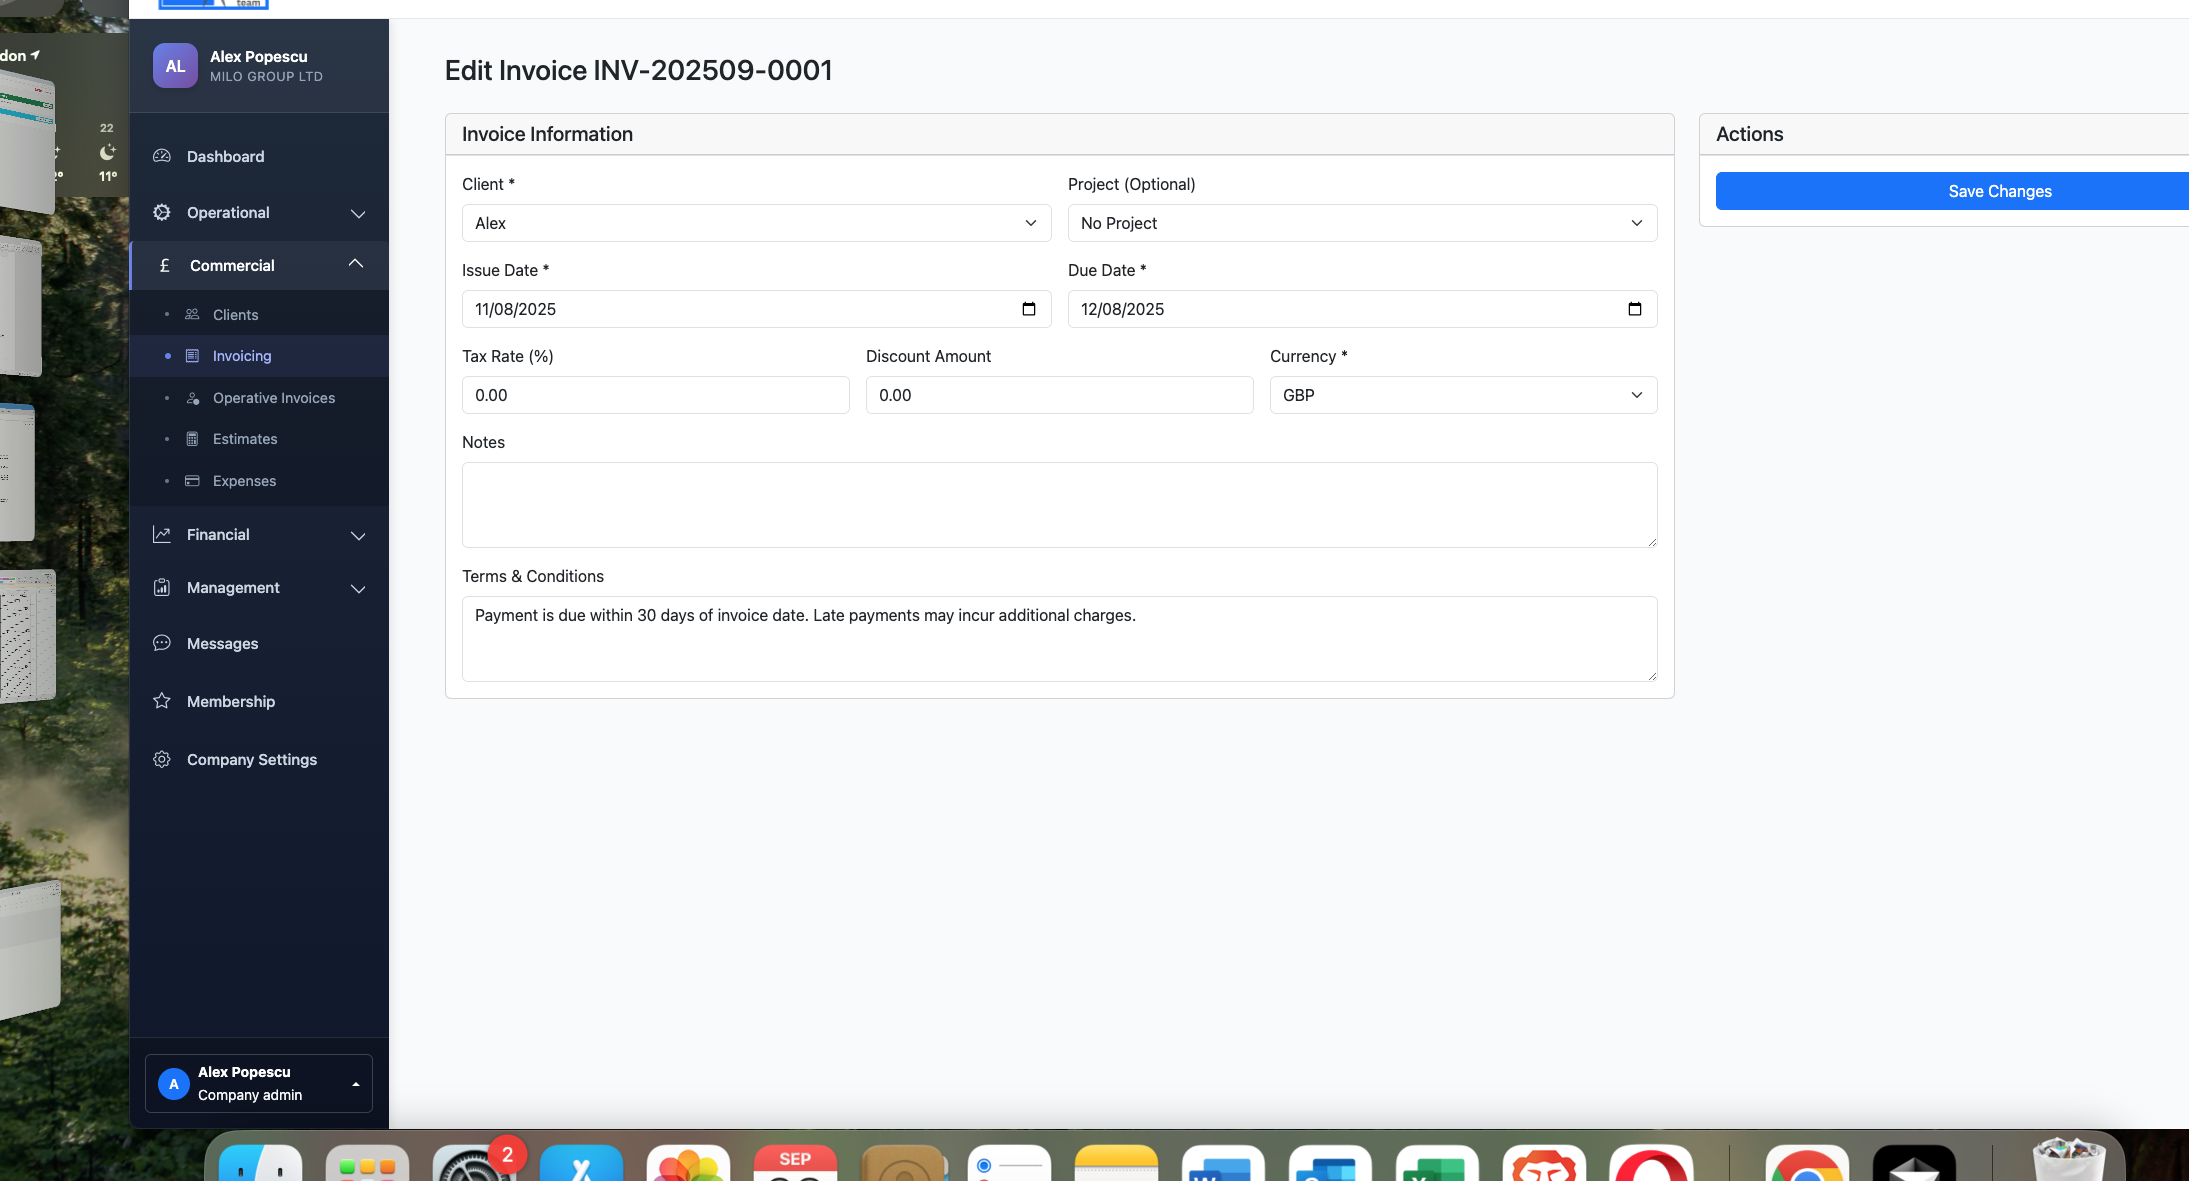 team
don
22
11°
AL
Alex Popescu
MILO GROUP LTD
Dashboard
Operational
£ Commercial
Clients
Invoicing
Operative Invoices
Estimates
Expenses
Financial
Management
Messages
Membership
Company Settings
A
Alex Popescu
Company admin
Edit Invoice INV-202509-0001
Invoice Information
Client *
Project (Optional)
Alex
No Project
Issue Date *
Due Date *
11/08/2025
12/08/2025
Tax Rate (%)
Discount Amount
Currency *
0.00
0.00
GBP
Notes
Terms & Conditions
Payment is due within 30 days of invoice date. Late payments may incur additional charges.
Actions
Save Changes
2
SEP